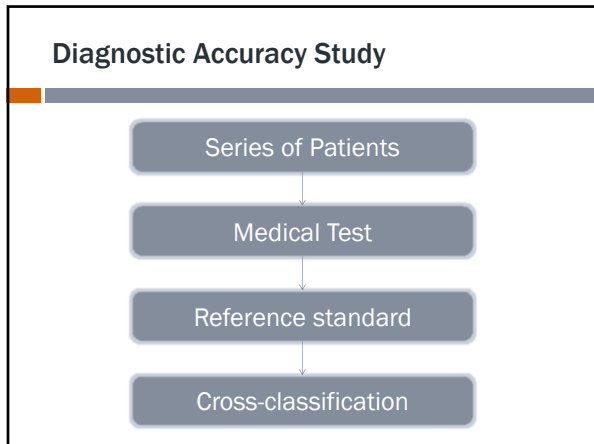 Diagnostic Accuracy Study
Series of Patients
Medical Test
Reference standard
Cross-classification